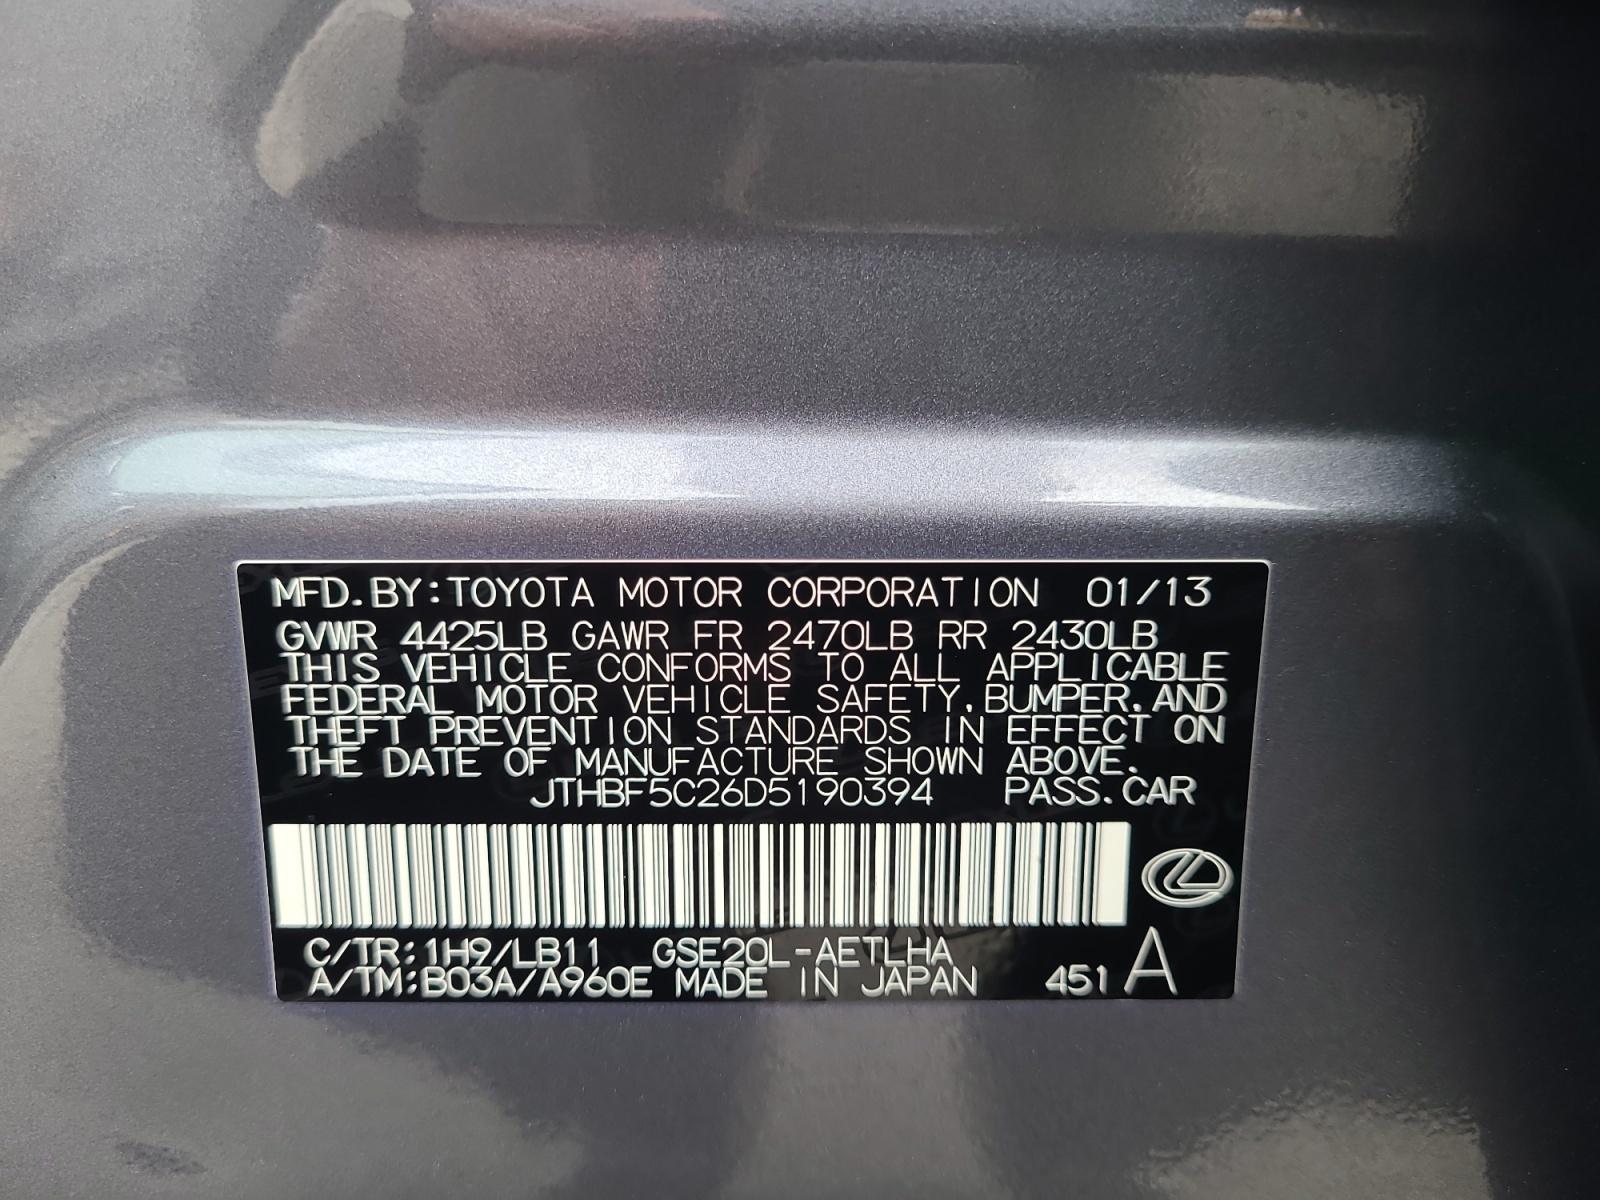 MFD.BY:TOYOTA MOTOR CORPORATION 01/13
GVWR 4425LB GAWR FR 2470LB RR 2430LB
THIS VEHICLE CONFORMS TO ALL APPLICABLE
FEDERAL MOTOR VEHICLE SAFETY,BUMPER,AND
THEFT PREVENTION STANDARDS IN EFFECT ON
THE DATE OF MANUFACTURE SHOWN ABOVE.
JTHBF5C26D5190394 PASS.CAR
C/TR:1H9/LB11 GSE20L-AETLHA
A/TM:B03A/A960E MADE IN JAPAN 451 A